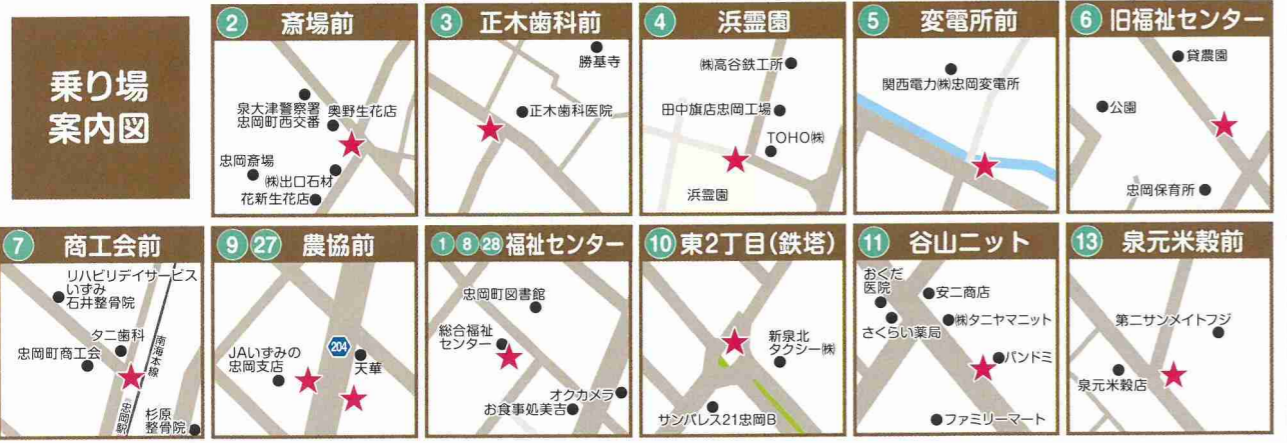 乗り場
案内図
2 斎場前
泉大津警察署
忠岡町西交番
奥野生花店
忠岡斎場
㈱出口石材
花新生花店
3 正木歯科前
勝基寺
正木歯科医院
4 浜霊園
㈱高谷鉄工所
田中旗店忠岡工場
TOHO㈱
浜霊園
5 変電所前
関西電力㈱忠岡変電所
6 旧福祉センター
貸農園
公園
忠岡保育所
7 商工会前
リハビリデイサービス
いずみ
石井整骨院
タニ歯科
忠岡町商工会
南海本線
忠岡駅
杉原
整骨院
9 27 農協前
204
JAいずみの
忠岡支店
天華
1 8 28 福祉センター
忠岡町図書館
総合福祉
センター
オクカメラ
お食事処美吉
10 東2丁目(鉄塔)
新泉北
タクシー㈱
サンパレス21忠岡B
11 谷山ニット
おくだ
医院
安二商店
さくらい薬局
㈱タニヤマニット
パンドミ
ファミリーマート
13 泉元米穀前
第二サンメイトフジ
泉元米穀店